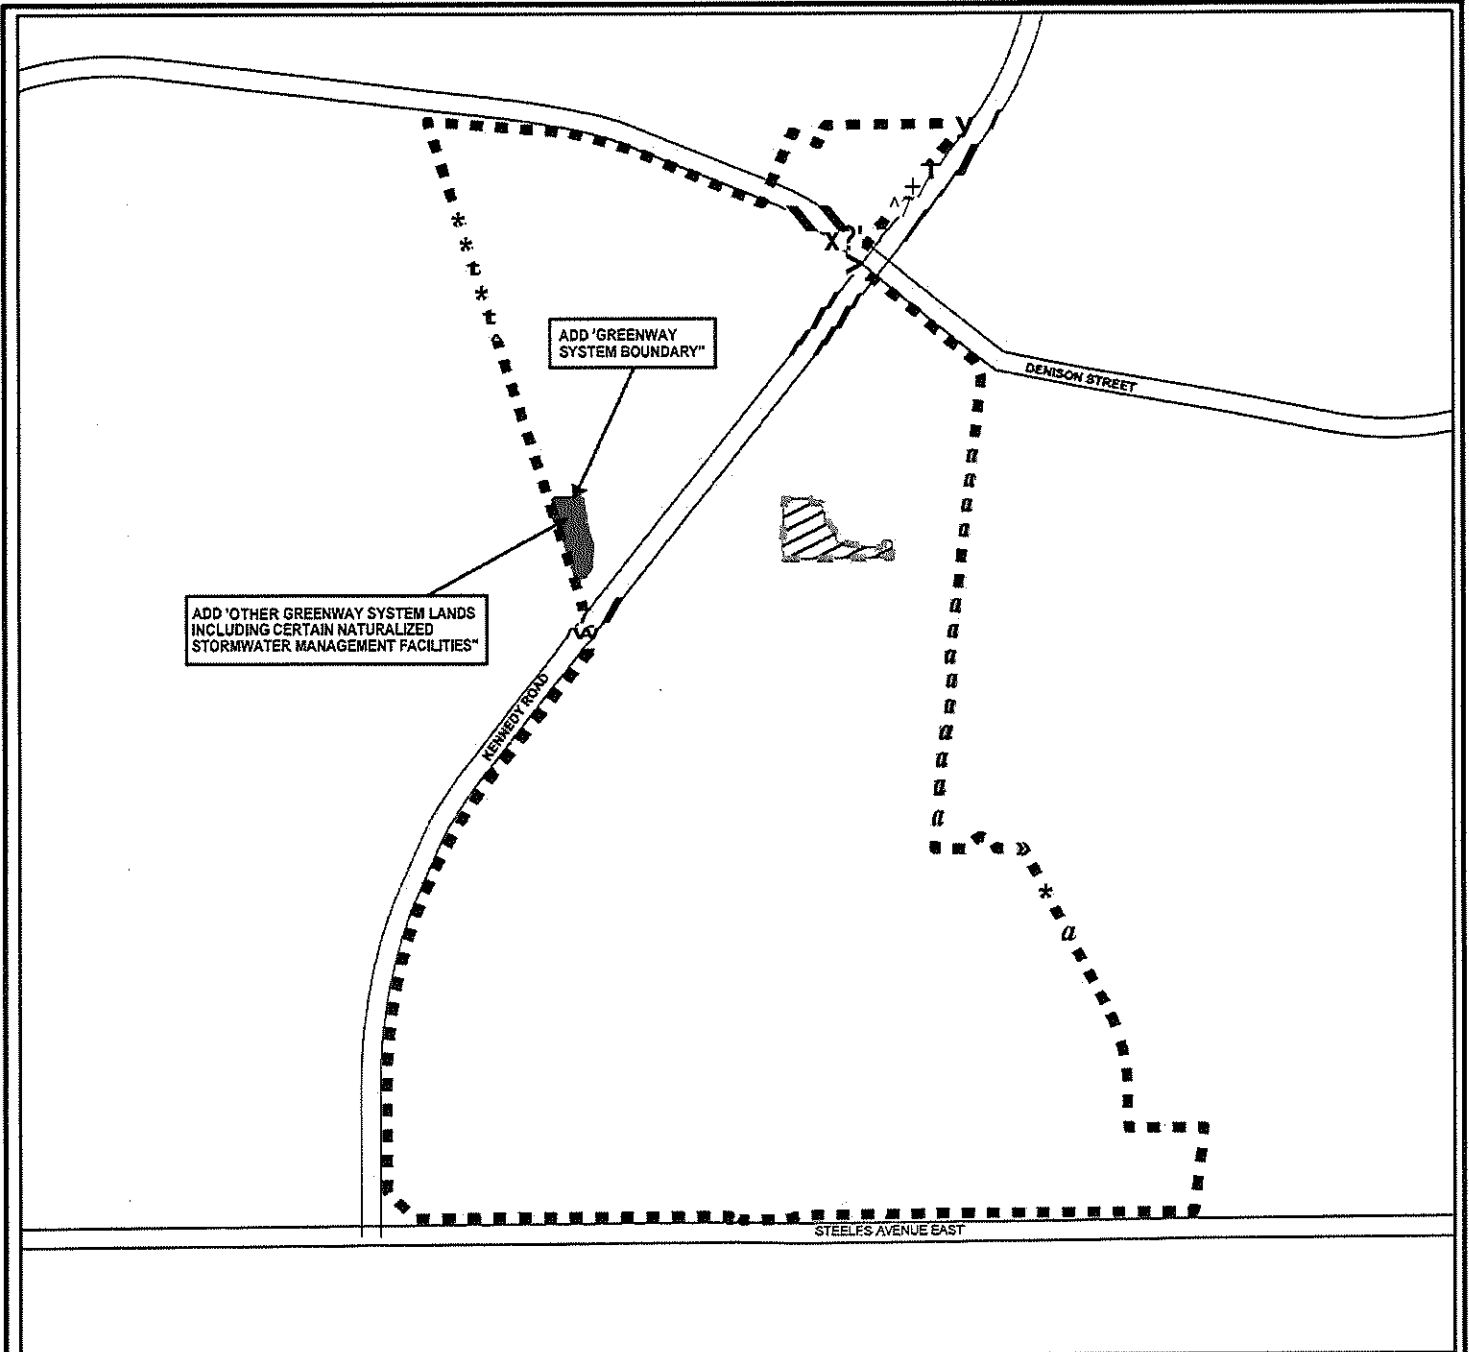 ADD 'GREENWAY
SYSTEM BOUNDARY"
DENISON STREET
ADD 'OTHER GREENWAY SYSTEM LANDS
INCLUDING CERTAIN NATURALIZED
STORMWATER MANAGEMENT FACILITIES"
KENNEDY ROAD
STEELES AVENUE EAST